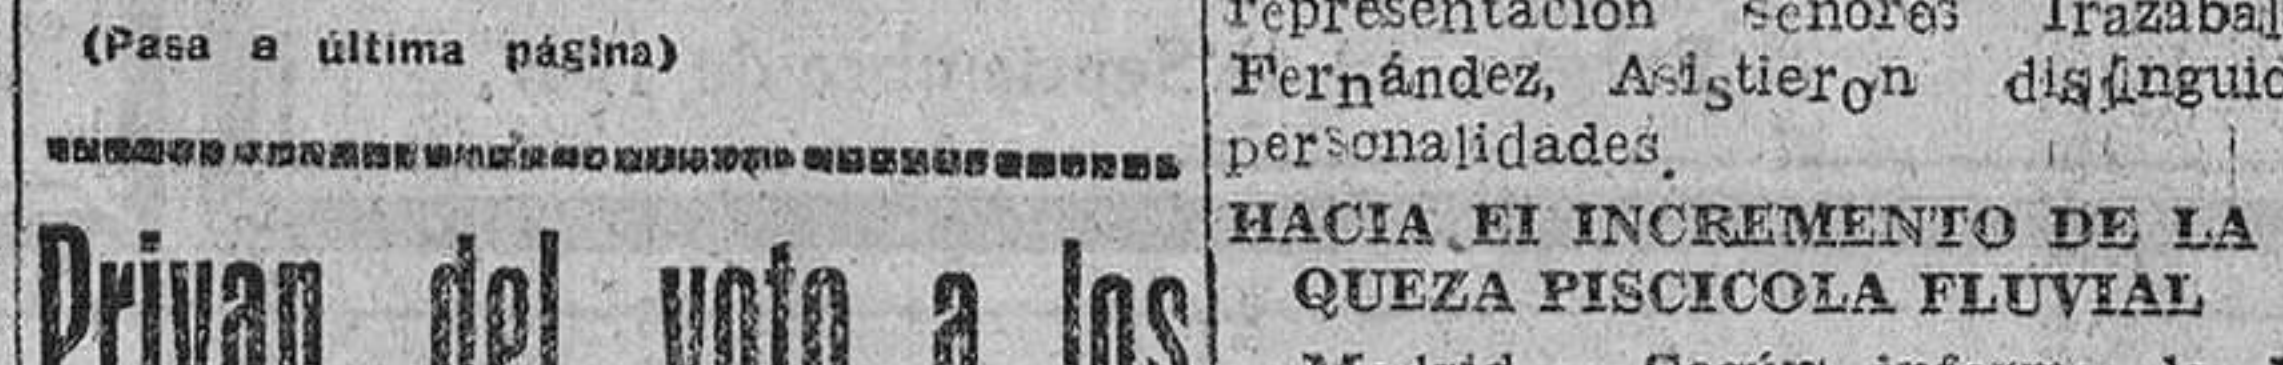 (Pasa a última página)
Privan del voto a los
representación señores Irazabal
Fernández, Asistieron
personalidades.
HACIA EI INCREMENTO DE LA
QUEZA PISCICOLA FLUVIAL